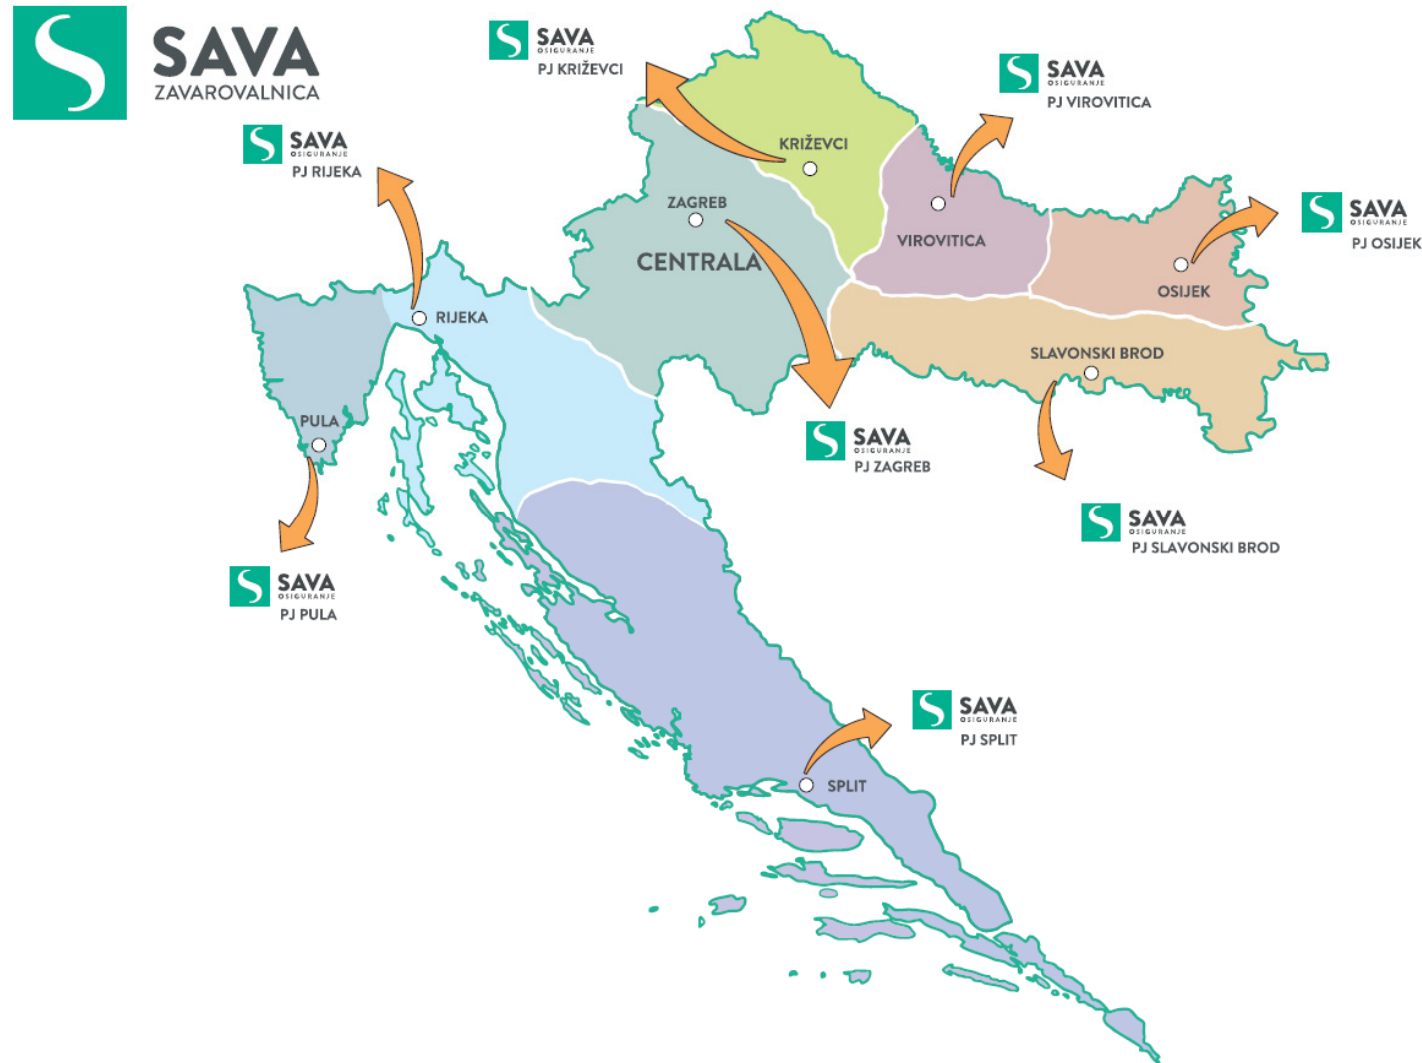 SAVA
ZAVAROVALNICA
SAVA
OSIGURANJE
PJ KRIŽEVCI
SAVA
OSIGURANJE
PJ VIROVITICA
SAVA
OSIGURANJE
PJ RIJEKA
KRIŽEVCI
ZAGREB
CENTRALA
VIROVITICA
SAVA
OSIGURANJE
PJ OSIJEK
OSIJEK
RIJEKA
SLAVONSKI BROD
PULA
SAVA
OSIGURANJE
PJ ZAGREB
SAVA
OSIGURANJE
PJ SLAVONSKI BROD
SAVA
OSIGURANJE
PJ PULA
SAVA
OSIGURANJE
PJ SPLIT
SPLIT